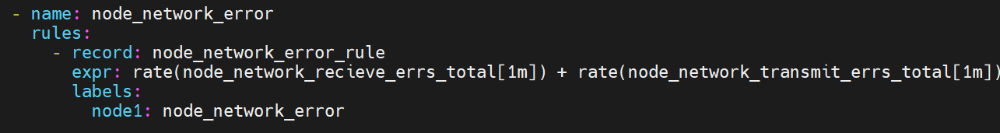 - name: node_network_error
rules:
- record: node_network_error_rule
expr: rate(node_network_recieve_errs_total[1m]) + rate(node_network_transmit_errs_total[1m])
labels:
node1: node_network_error